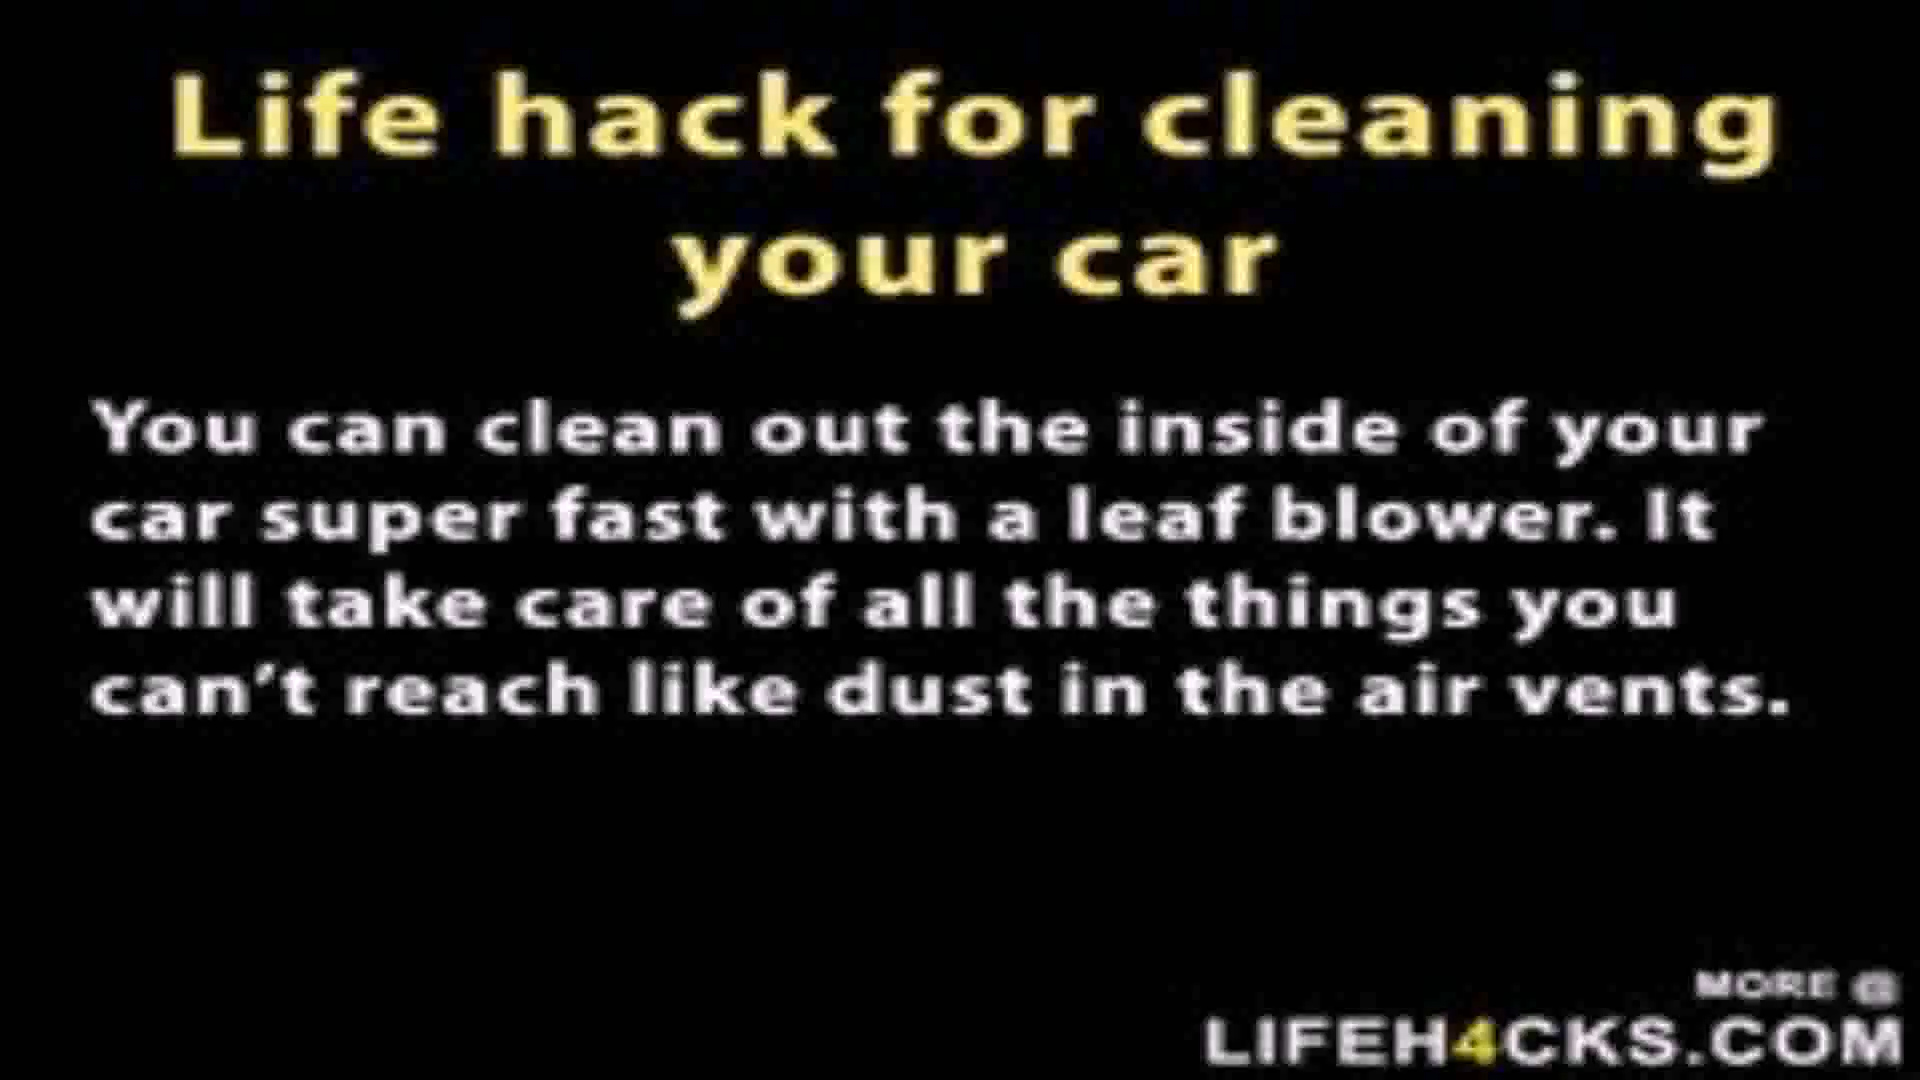 Life hack for cleaning
your car
You can clean out the inside of your
car super fast with a leaf blower. It
will take care of all the things you
can't reach like dust in the air vents.
MORE @
LIFEH4CKS.COM